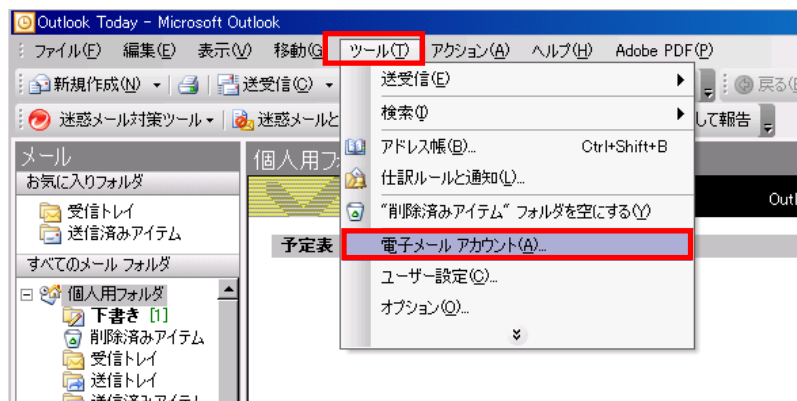 Outlook Today - Microsoft Outlook
ファイル(F) 編集(E) 表示(V) 移動(G ツール(T) アクション(A) ヘルプ(H) Adobe PDF(P)
新規作成(N) 送受信(C) 戻る(
迷惑メール対策ツール 迷惑メールと して報告
メール
お気に入りフォルダ
受信トレイ
送信済みアイテム
すべてのメール フォルダ
個人用フォルダ
下書き [1]
削除済みアイテム
受信トレイ
送信トレイ
送信済みアイテム
個人用フ
Outl
予定表
送受信(E)
検索(I)
アドレス帳(B)... Ctrl+Shift+B
仕訳ルールと通知(L)...
"削除済みアイテム" フォルダを空にする(Y)
電子メール アカウント(A)...
ユーザー設定(C)...
オプション(O)...